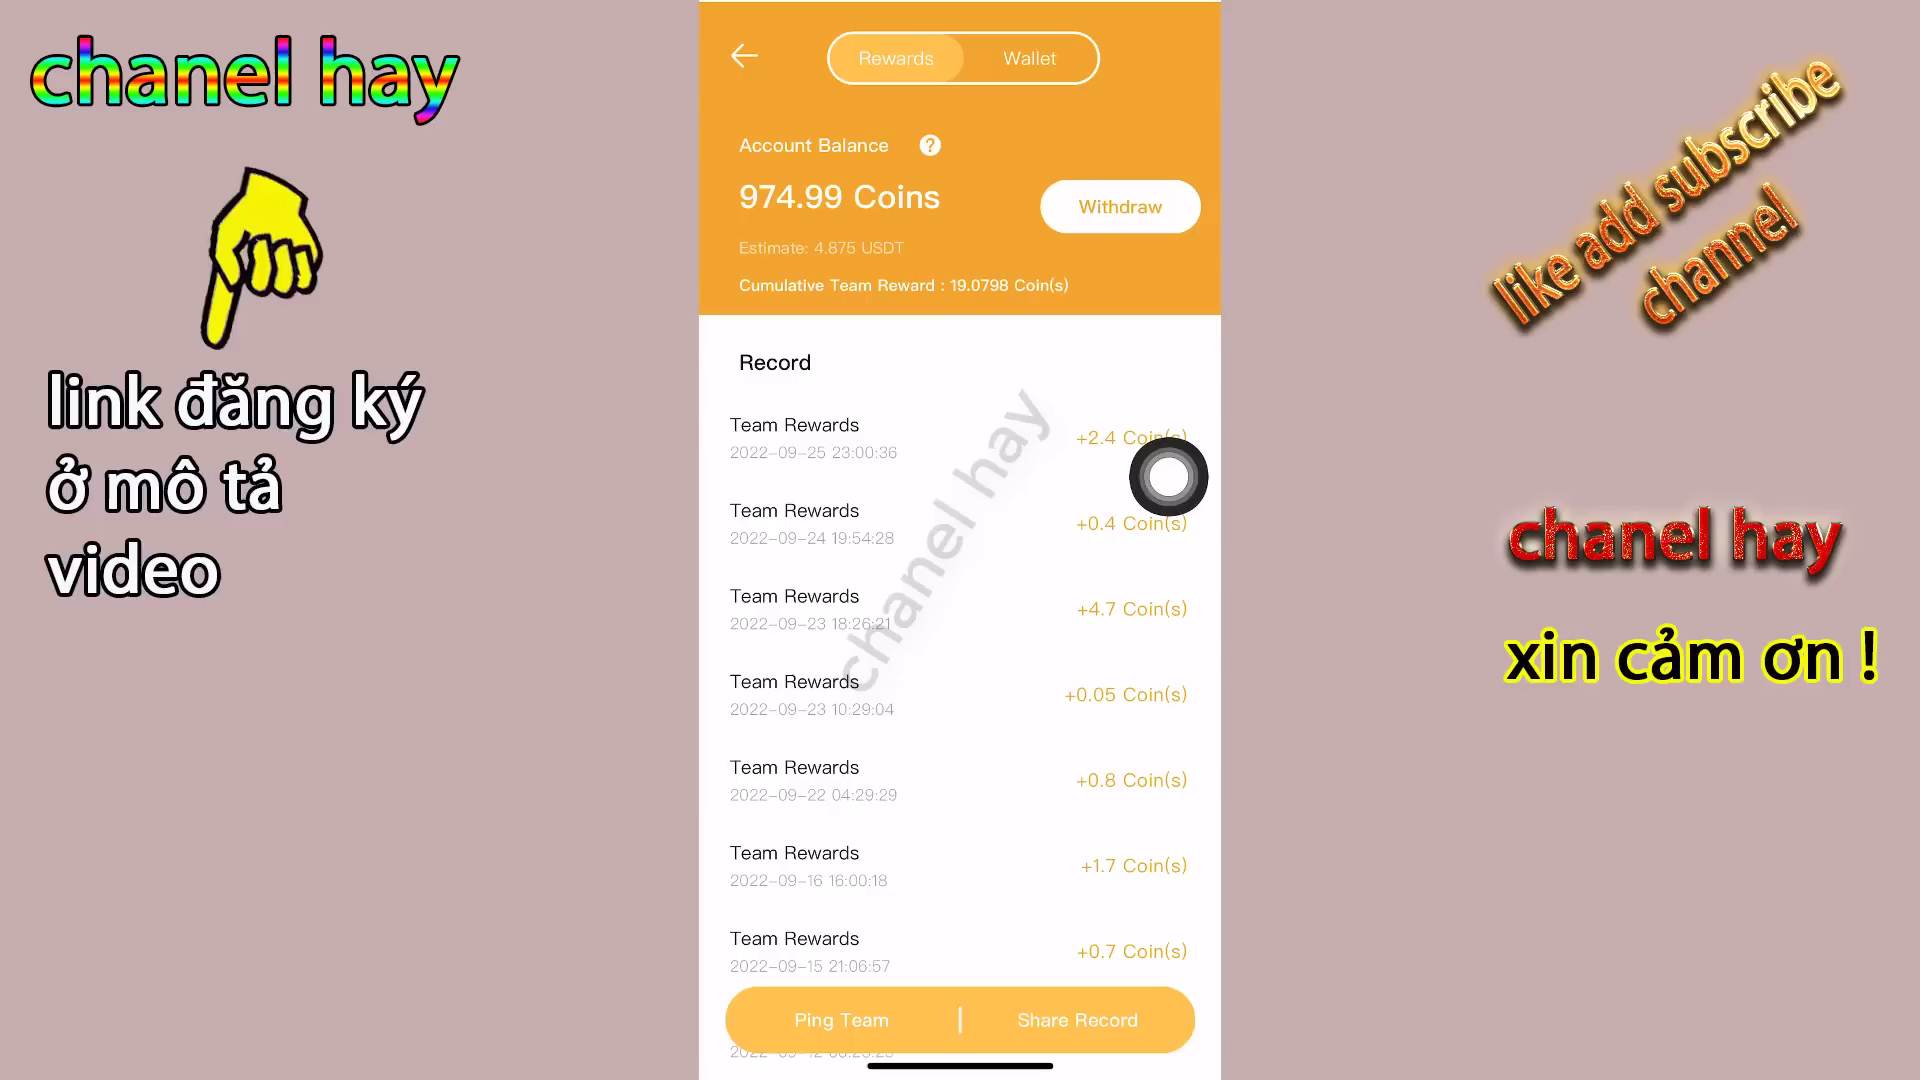 chanel hay
link đăng ký
ở mô tả
video
Rewards
Wallet
Account Balance
?
974.99 Coins
Withdraw
Estimate: 4.875 USDT
Cumulative Team Reward : 19.0798 Coin(s)
Record
Team Rewards
+2.4 Coin(s)
2022-09-25 23:00:36
Team Rewards
+0.4 Coin(s)
2022-09-24 19:54:28
Team Rewards
+4.7 Coin(s)
2022-09-23 18:26:21
Team Rewards
+0.05 Coin(s)
2022-09-23 10:29:04
Team Rewards
+0.8 Coin(s)
2022-09-22 04:29:29
Team Rewards
+1.7 Coin(s)
2022-09-16 16:00:18
Team Rewards
+0.7 Coin(s)
2022-09-15 21:06:57
Ping Team
Share Record
chanel hay
like add subscribe
channel
chanel hay
xin cảm ơn !